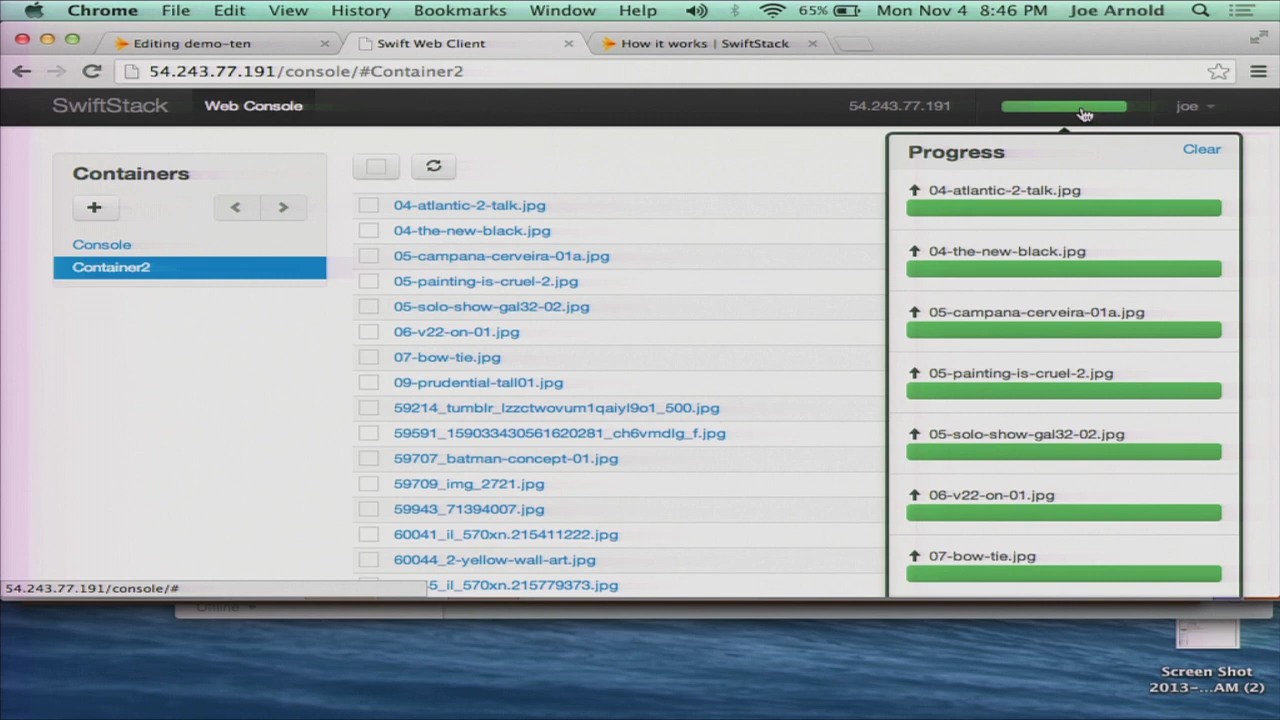 Chrome File Edit View History Bookmarks Window Help 65% Mon Nov 4 8:46 PM Joe Arnold
Editing demo-ten
Swift Web Client
How it works | SwiftStack
54.243.77.191/console/#Container2
SwiftStack Web Console 54.243.77.191 joe
Containers
Console
Container2
04-atlantic-2-talk.jpg
04-the-new-black.jpg
05-campana-cerveira-01a.jpg
05-painting-is-cruel-2.jpg
05-solo-show-gal32-02.jpg
06-v22-on-01.jpg
07-bow-tie.jpg
09-prudential-tall01.jpg
59214_tumblr_lzzctwovum1qaiyl9o1_500.jpg
59591_159033430561620281_ch6vmdlg_f.jpg
59707_batman-concept-01.jpg
59709_img_2721.jpg
59943_71394007.jpg
60041_il_570xn.215411222.jpg
60044_2-yellow-wall-art.jpg
5_il_570xn.215779373.jpg
Progress Clear
04-atlantic-2-talk.jpg
04-the-new-black.jpg
05-campana-cerveira-01a.jpg
05-painting-is-cruel-2.jpg
05-solo-show-gal32-02.jpg
06-v22-on-01.jpg
07-bow-tie.jpg
54.243.77.191/console/#
Offline
Screen Shot
2013-...AM (2)